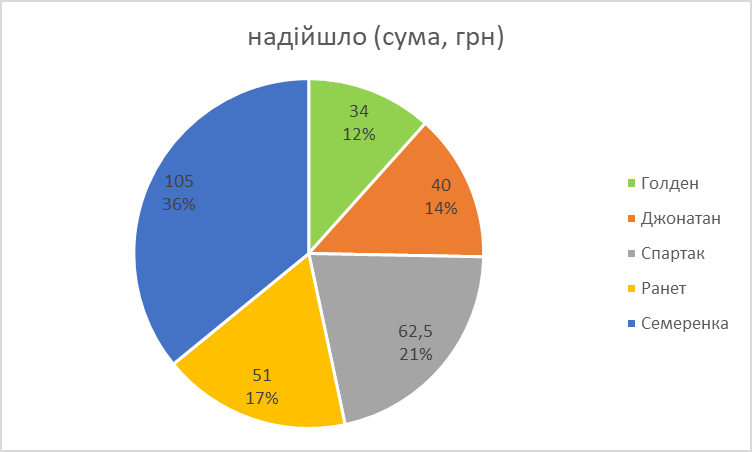 надійшло (сума, грн)
34
12%
40
14%
62,5
21%
51
17%
105
36%
Голден
Джонатан
Спартак
Ранет
Семеренка